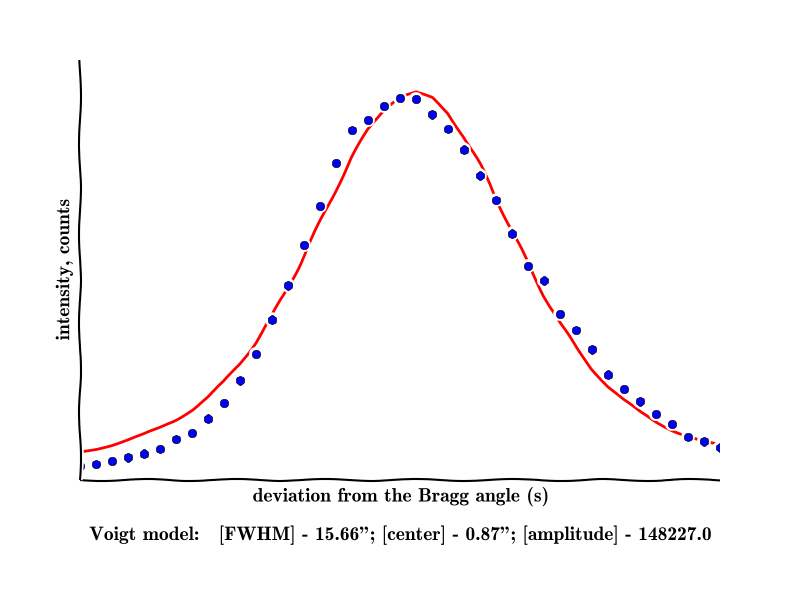 intensity, counts
deviation from the Bragg angle (s)
Voigt model: [FWHM] - 15.66”; [center] - 0.87”; [amplitude] - 148227.0